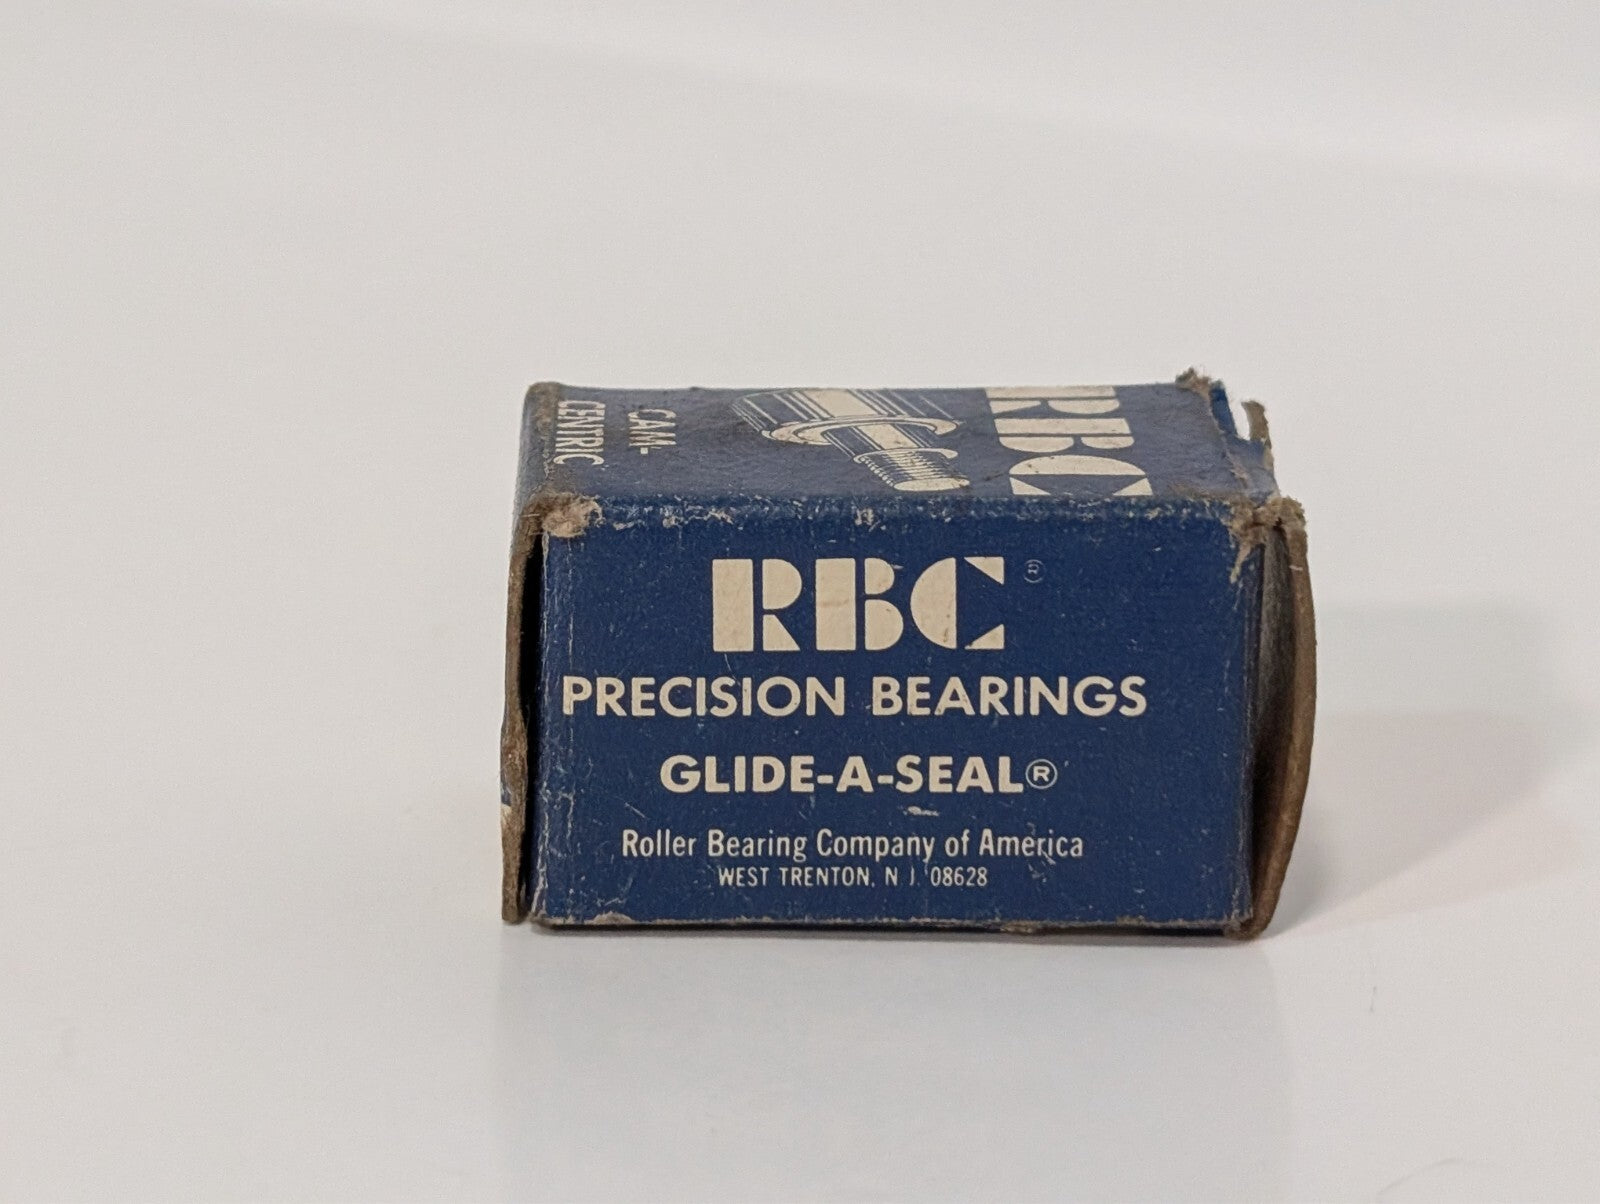 CAM-
CENTRIC
RBC
RBC®
PRECISION BEARINGS
GLIDE-A-SEAL®
Roller Bearing Company of America
WEST TRENTON, N J. 08628